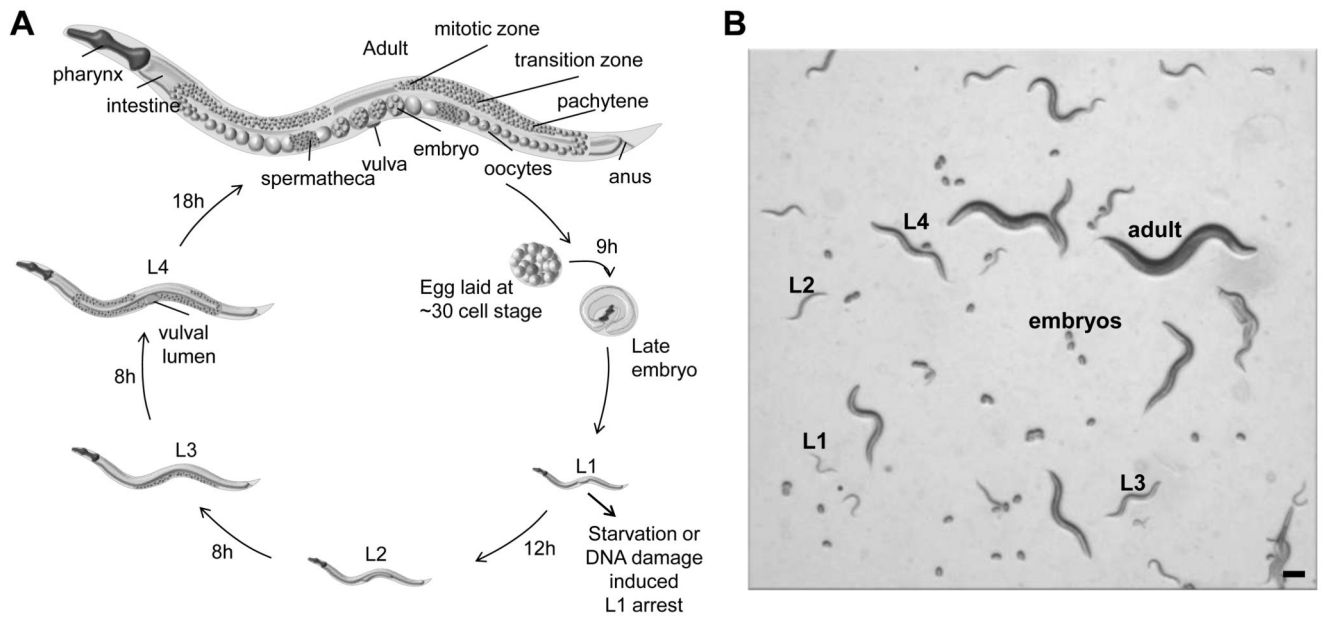 A
B
Adult
mitotic zone
transition zone
pachytene
pharynx
intestine
spermatheca
vulva
embryo
oocytes
anus
18h
9h
Egg laid at
~30 cell stage
Late
embryo
L4
vulval
lumen
8h
L3
L1
Starvation or
DNA damage
induced
L1 arrest
12h
8h
L2
L4
adult
L2
embryos
L1
L3